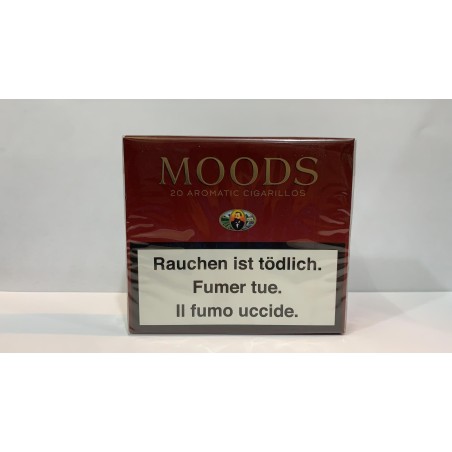 MOODS
20 AROMATIC CIGARILLOS
Rauchen ist tödlich.
Fumer tue.
Il fumo uccide.